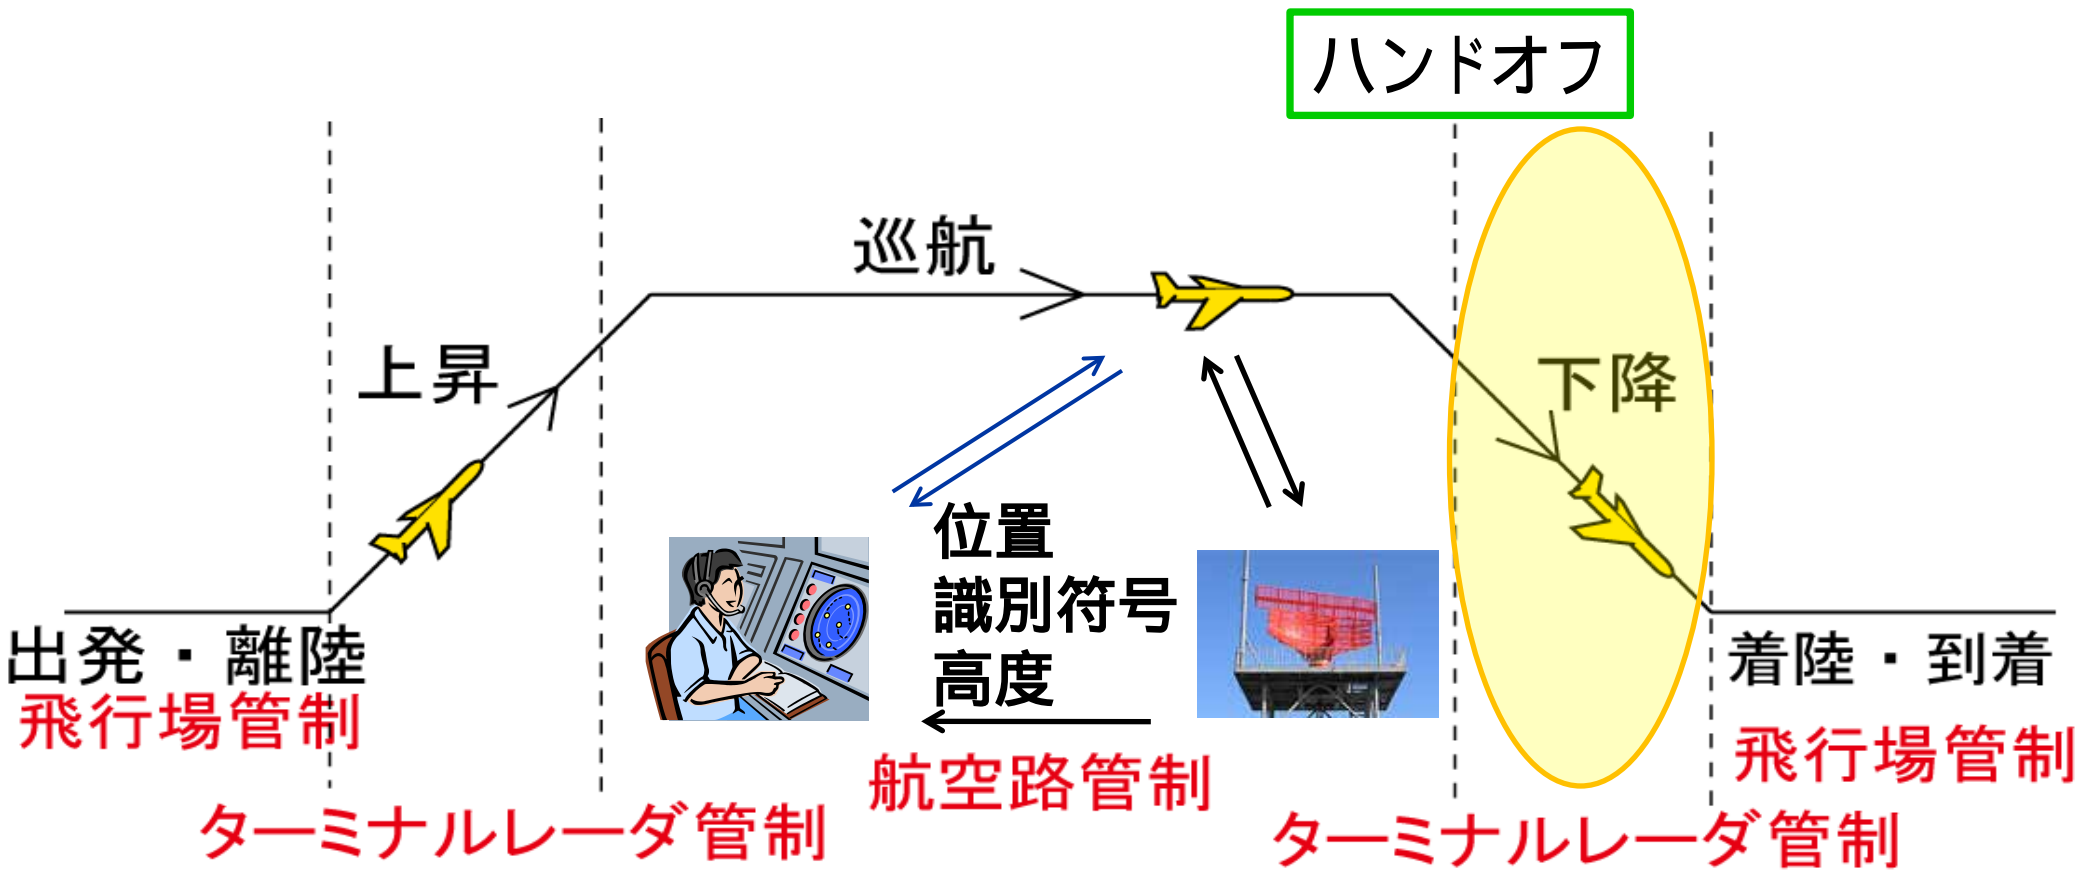 ハンドオフ
巡航
上昇
下降
位置
識別符号
高度
出発・離陸
着陸・到着
飛行場管制
航空路管制
飛行場管制
ターミナルレーダ管制
ターミナルレーダ管制